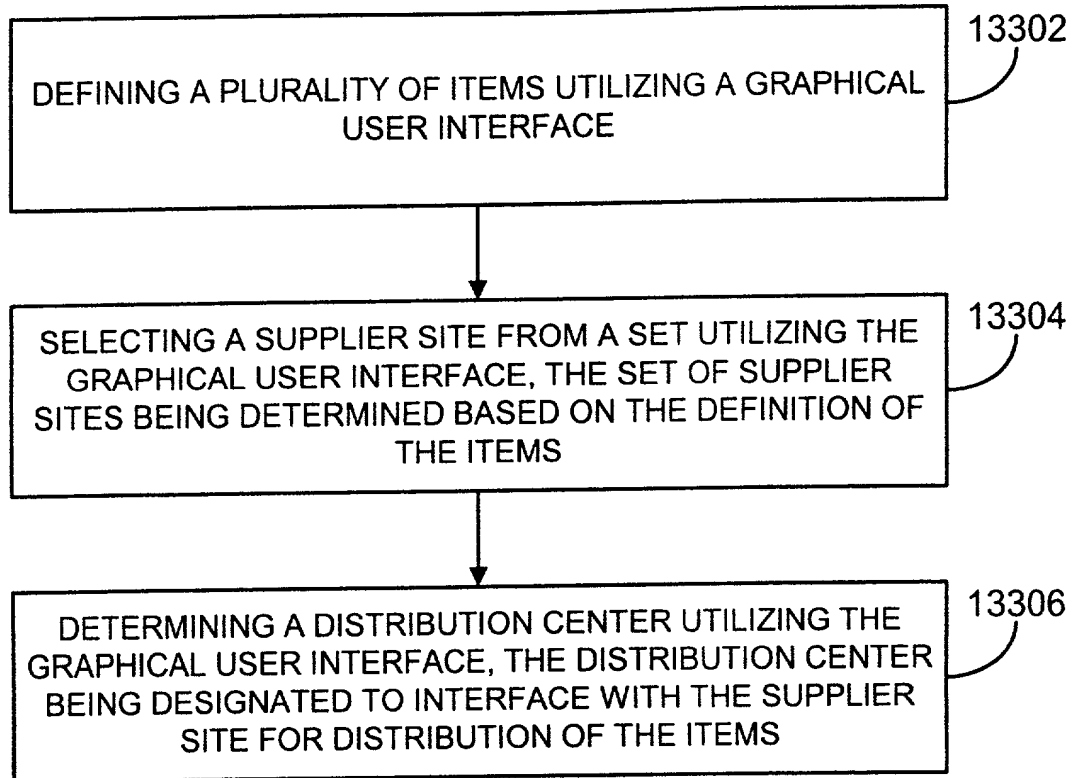 13302
DEFINING A PLURALITY OF ITEMS UTILIZING A GRAPHICAL
USER INTERFACE
13304
SELECTING A SUPPLIER SITE FROM A SET UTILIZING THE
GRAPHICAL USER INTERFACE, THE SET OF SUPPLIER
SITES BEING DETERMINED BASED ON THE DEFINITION OF
THE ITEMS
13306
DETERMINING A DISTRIBUTION CENTER UTILIZING THE
GRAPHICAL USER INTERFACE, THE DISTRIBUTION CENTER
BEING DESIGNATED TO INTERFACE WITH THE SUPPLIER
SITE FOR DISTRIBUTION OF THE ITEMS